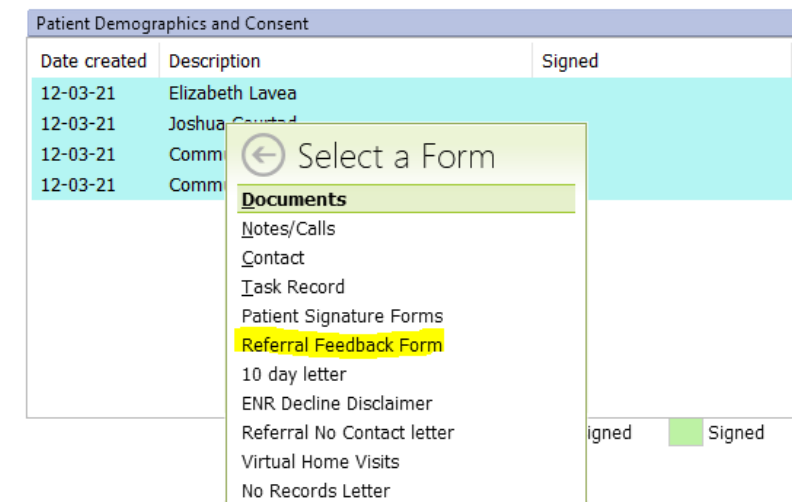 Patient Demographics and Consent
Date created Description Signed
12-03-21 Elizabeth Lavea
12-03-21 Joshua
12-03-21 Comm
12-03-21 Comm
Select a Form
Documents
Notes/Calls
Contact
Task Record
Patient Signature Forms
Referral Feedback Form
10 day letter
ENR Decline Disclaimer
Referral No Contact letter igned Signed
Virtual Home Visits
No Records Letter